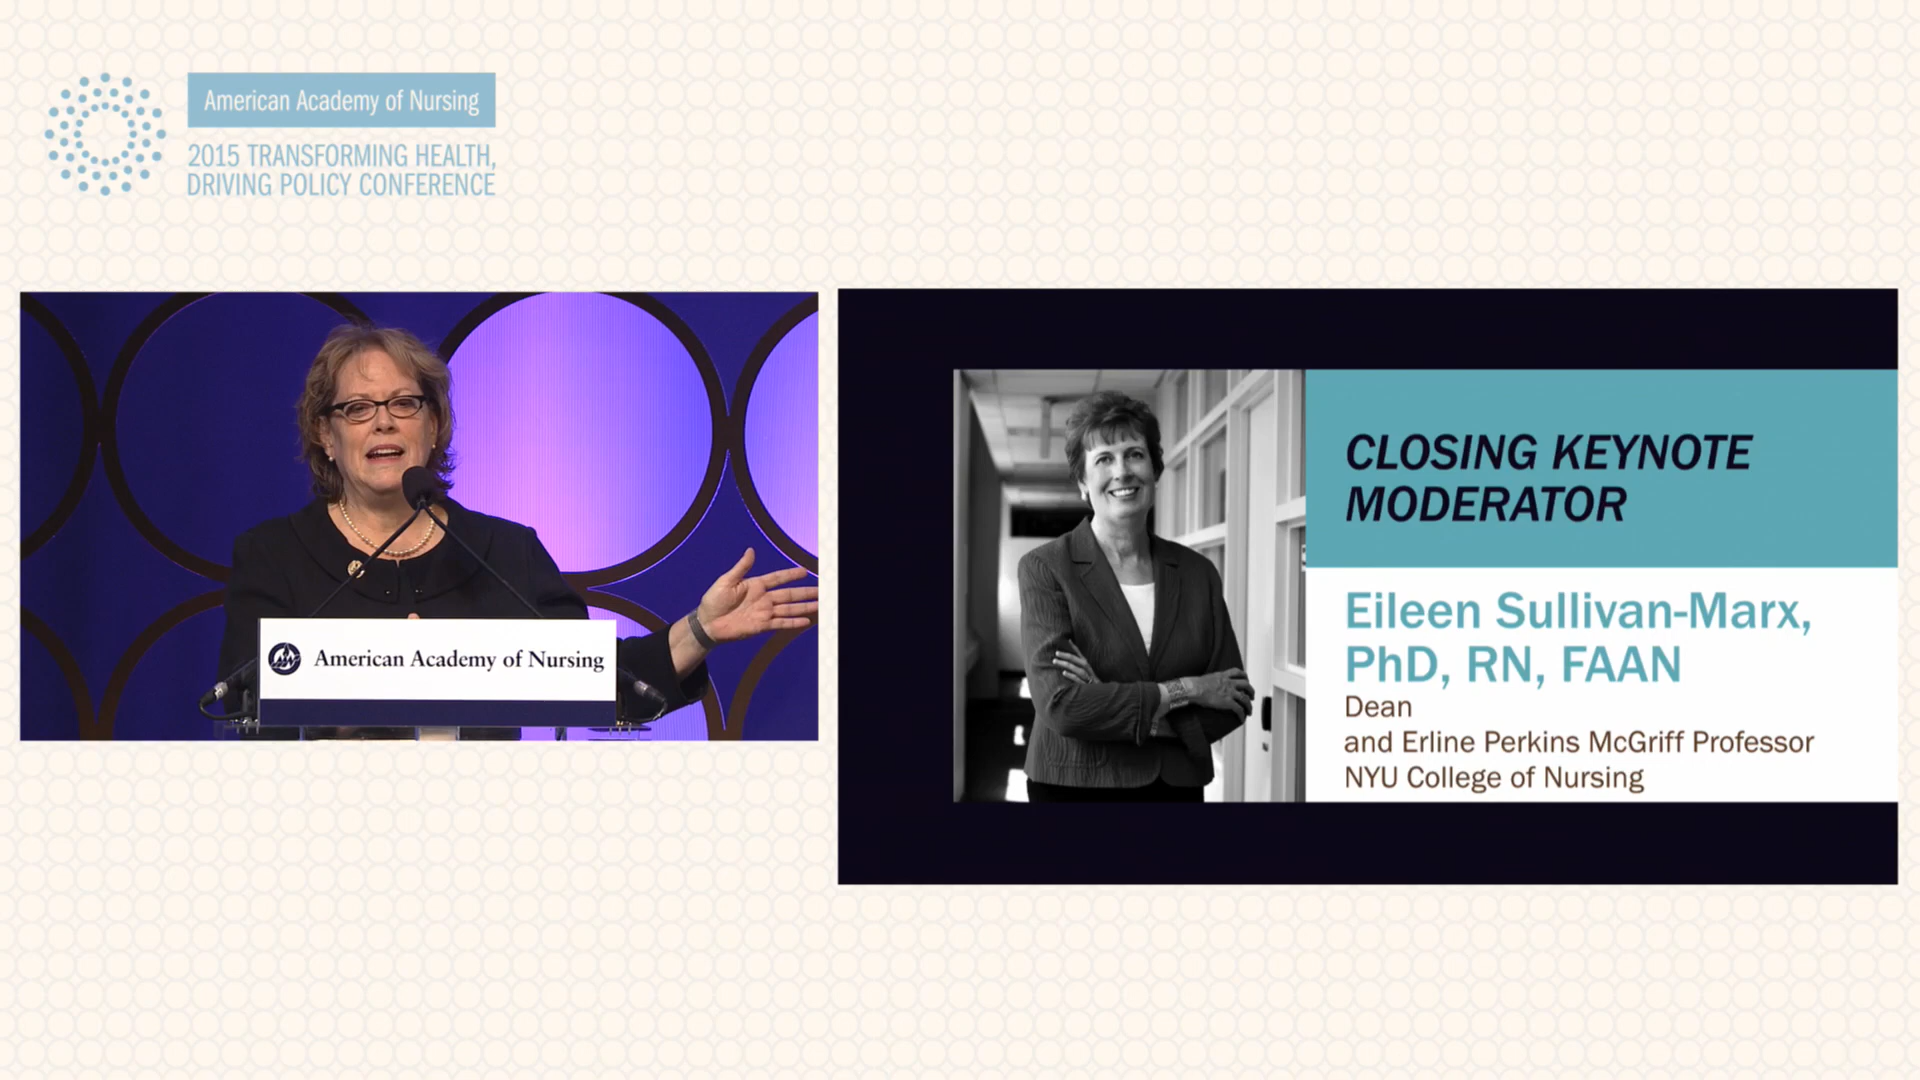 American Academy of Nursing
2015 TRANSFORMING HEALTH,
DRIVING POLICY CONFERENCE
American Academy of Nursing
CLOSING KEYNOTE
MODERATOR
Eileen Sullivan-Marx,
PhD, RN, FAAN
Dean
and Erline Perkins McGriff Professor
NYU College of Nursing